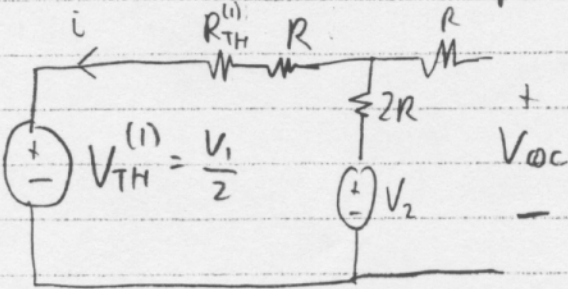 i
R_TH^(1) R R
2R
+
V_TH^(1) = V_1/2
+
-
V_oc
+
-
V_2
-